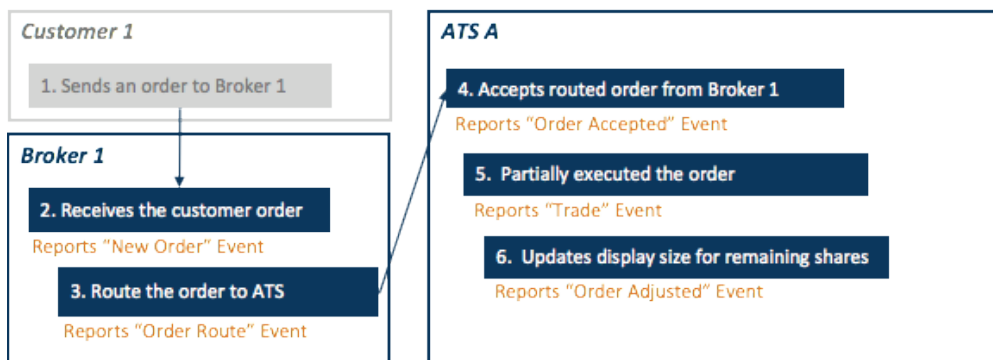 Customer 1
1. Sends an order to Broker 1
Broker 1
2. Receives the customer order
Reports “New Order” Event
3. Route the order to ATS
Reports “Order Route” Event
ATS A
4. Accepts routed order from Broker 1
Reports “Order Accepted” Event
5. Partially executed the order
Reports “Trade” Event
6. Updates display size for remaining shares
Reports “Order Adjusted” Event